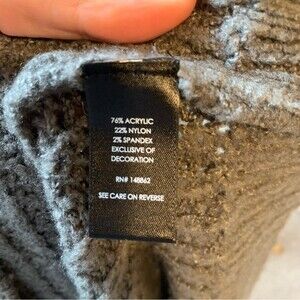 76% ACRYLIC
22% NYLON
2% SPANDEX
EXCLUSIVE OF
DECORATION
RN# 148862
SEE CARE ON REVERSE